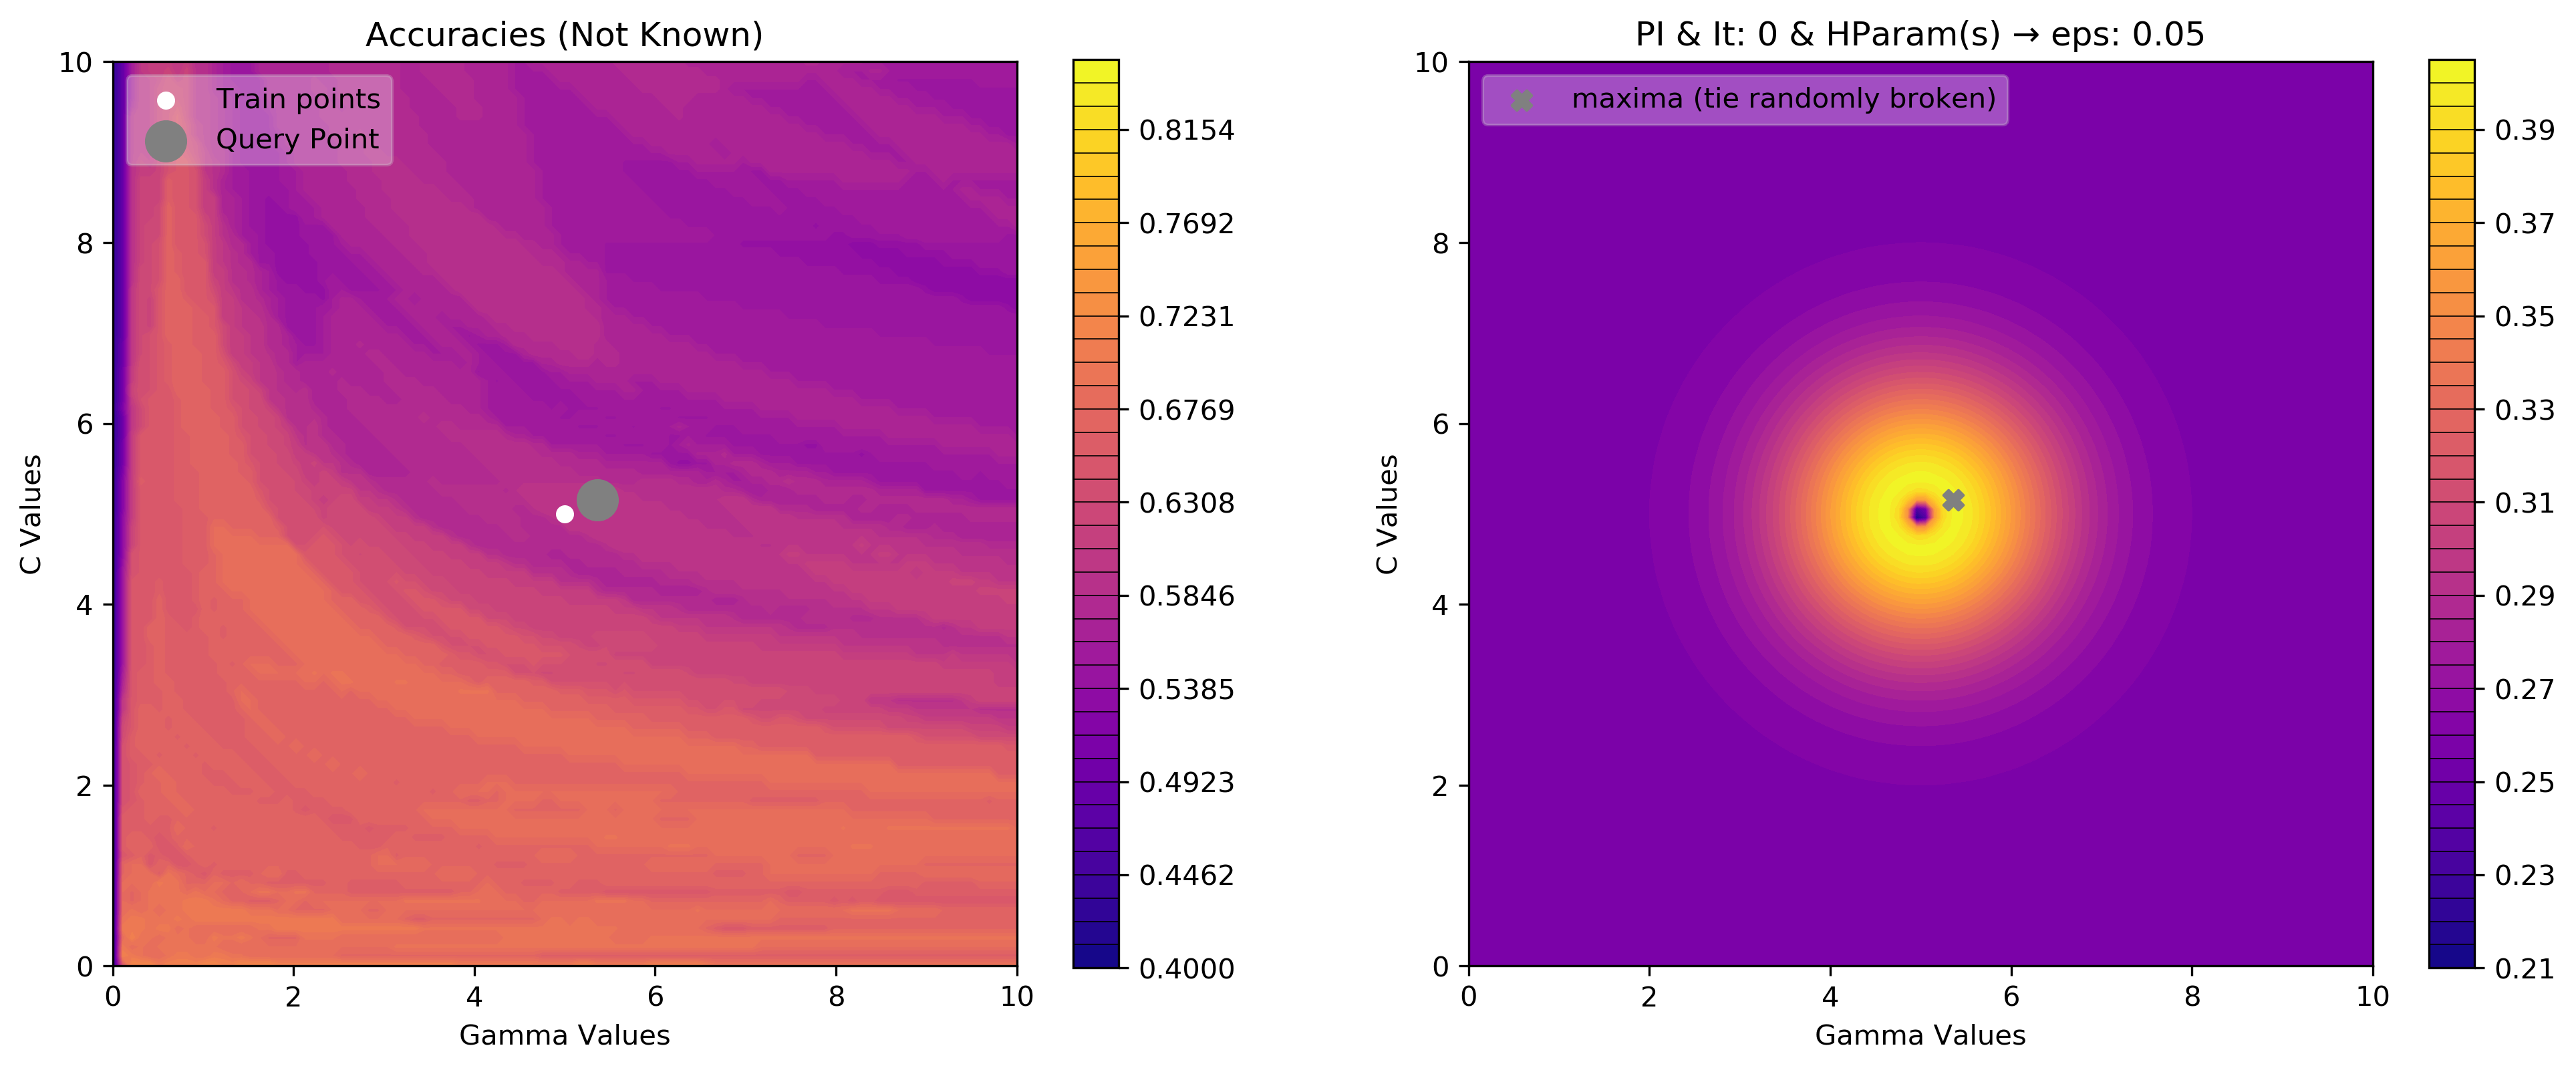 Accuracies (Not Known)
Train points
Query Point
10
8
6
4
2
0
C Values
0 2 4 6 8 10
Gamma Values
0.8154
0.7692
0.7231
0.6769
0.6308
0.5846
0.5385
0.4923
0.4462
0.4000
PI & It: 0 & HParam(s) → eps: 0.05
maxima (tie randomly broken)
10
8
6
4
2
0
C Values
0 2 4 6 8 10
Gamma Values
0.39
0.37
0.35
0.33
0.31
0.29
0.27
0.25
0.23
0.21